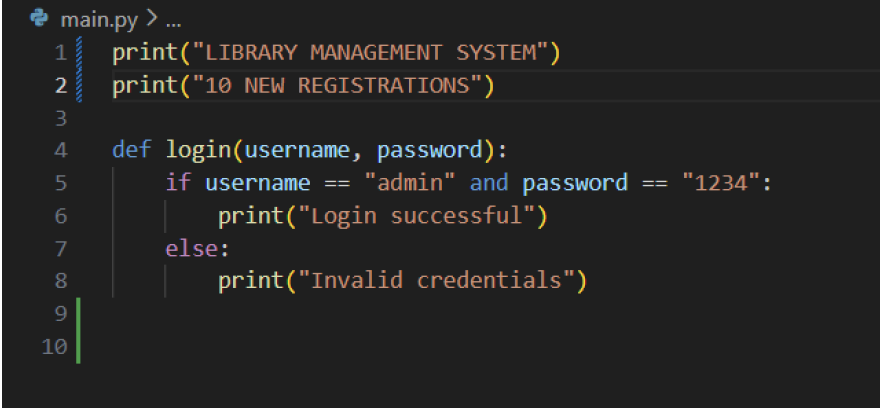 main.py > ...
1 print("LIBRARY MANAGEMENT SYSTEM")
2 print("10 NEW REGISTRATIONS")
3
4 def login(username, password):
5     if username == "admin" and password == "1234":
6         print("Login successful")
7     else:
8         print("Invalid credentials")
9
10